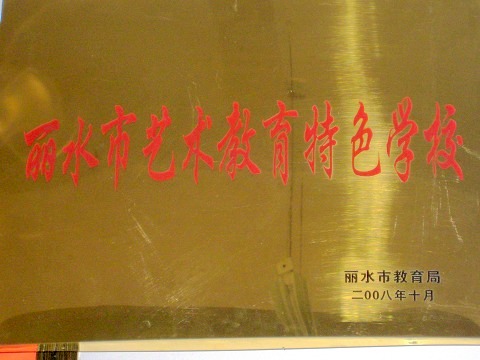 丽水市艺术教育特色学校
丽水市教育局
二00八年十月